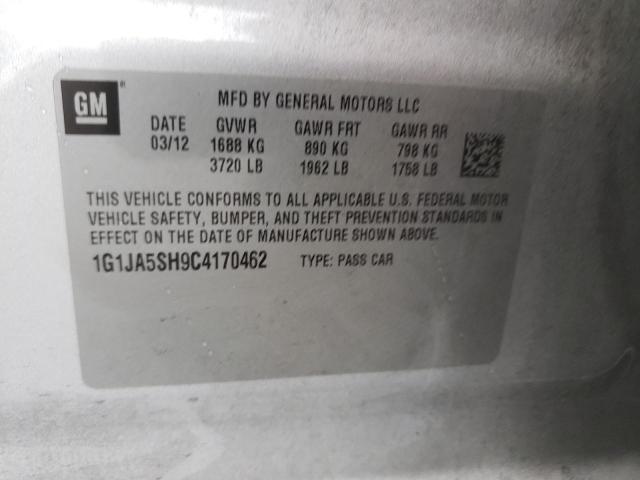 GM
MFD BY GENERAL MOTORS LLC
DATE GVWR GAWR FRT GAWR RR
03/12 1688 KG 890 KG 798 KG
3720 LB 1962 LB 1758 LB
THIS VEHICLE CONFORMS TO ALL APPLICABLE U.S. FEDERAL MOTOR
VEHICLE SAFETY, BUMPER, AND THEFT PREVENTION STANDARDS IN
EFFECT ON THE DATE OF MANUFACTURE SHOWN ABOVE.
1G1JA5SH9C4170462 TYPE: PASS CAR